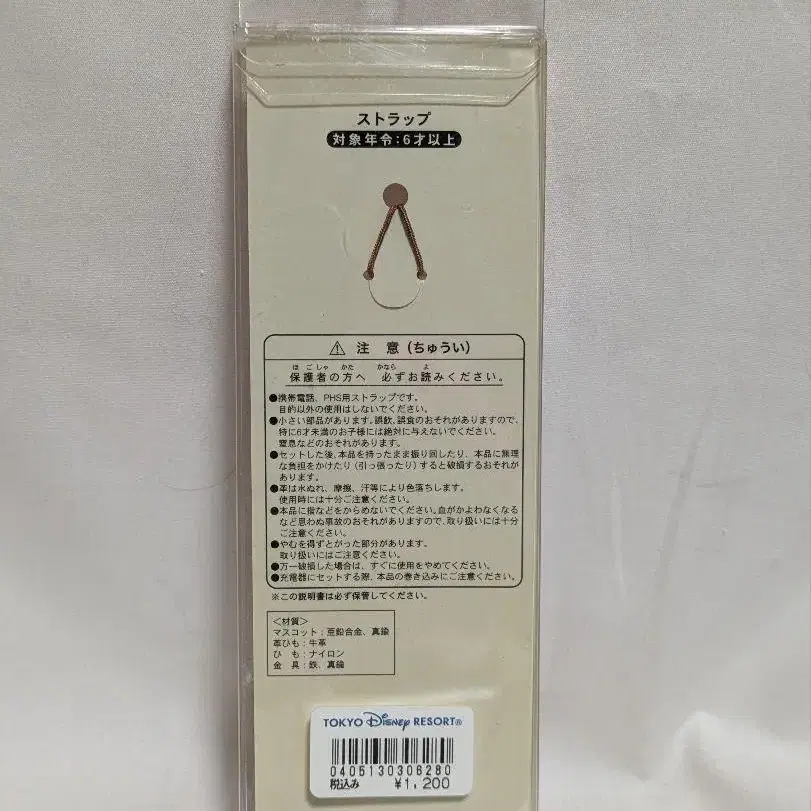 ストラップ
対象年令:6才以上
⚠ 注 意 (ちゅうい)
ほごしゃ かた かなら よ
保護者の方へ 必ずお読みください。
●携帯電話、PHS用ストラップです。
目的以外の使用はしないでください。
●小さい部品があります。誤飲、誤食のおそれがありますので、
特に6才未満のお子様には絶対に与えないでください。
窒息などのおそれがあります。
●セットした後、本品を持ったまま振り回したり、本品に無理
な負担をかけたり(引っ張ったり)すると破損するおそれが
あります。
●革は水ぬれ、摩擦、汗等により色落ちします。
使用時には十分ご注意ください。
●本品に指などをからめないでください。血がかよわなくなる
など思わぬ事故のおそれがありますので、取り扱いには十分
ご注意ください。
●やむを得ずとがった部分があります。
取り扱いにはご注意ください。
●万一破損した場合は、すぐに使用をやめてください。
●充電器にセットする際、本品の巻き込みにご注意ください。
※この説明書は必ず保管してください。
<材質>
マスコット:亜鉛合金、真鍮
革ひも:牛革
ひ も:ナイロン
金 具:鉄、真鍮
TOKYO Disney RESORT®
0405130306280
税込み ¥1,200